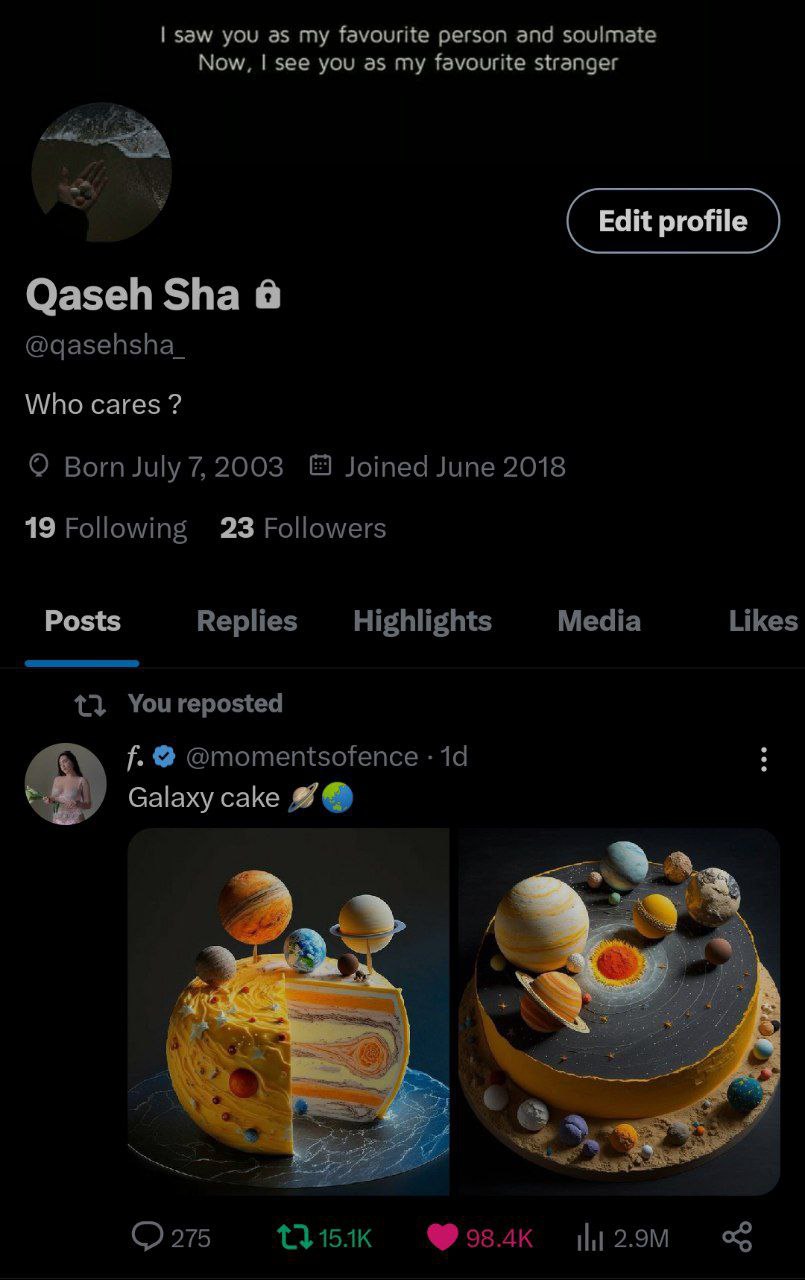 I saw you as my favourite person and soulmate
Now, I see you as my favourite stranger
Edit profile
Qaseh Sha
@qasehsha_
Who cares ?
Born July 7, 2003 Joined June 2018
19 Following 23 Followers
Posts Replies Highlights Media Likes
You reposted
f. @momentsofence · 1d
Galaxy cake 🪐🌏
275 15.1K 98.4K 2.9M